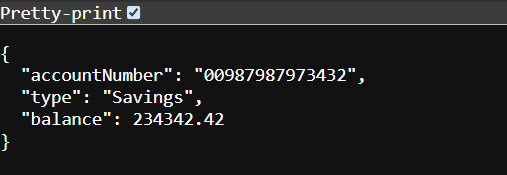 Pretty-print
{
  "accountNumber": "00987987973432",
  "type": "Savings",
  "balance": 234342.42
}